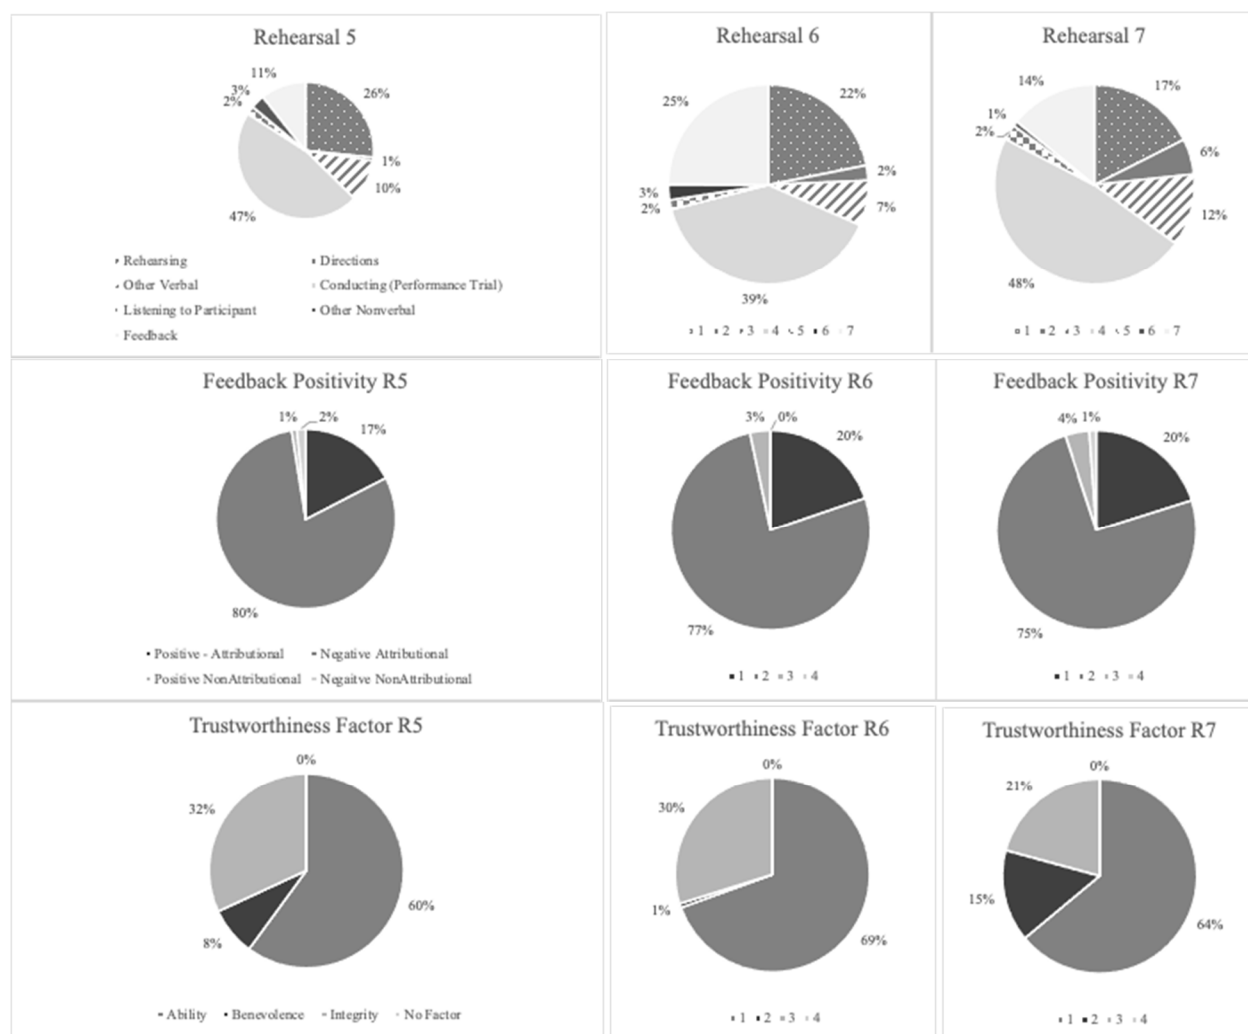 Rehearsal 5
11%
3%
2%
26%
1%
10%
47%
Rehearsing Directions
Other Verbal Conducting (Performance Trial)
Listening to Participant Other Nonverbal
Feedback
Rehearsal 6
25%
22%
2%
3%
2%
7%
39%
1 2 3 4 5 6 7
Rehearsal 7
14%
17%
1%
2%
6%
12%
48%
1 2 3 4 5 6 7
Feedback Positivity R5
1% 2%
17%
80%
Positive - Attributional Negative Attributional
Positive NonAttributional Negaitve NonAttributional
Feedback Positivity R6
3% 0%
20%
77%
1 2 3 4
Feedback Positivity R7
4% 1%
20%
75%
1 2 3 4
Trustworthiness Factor R5
0%
32%
60%
8%
Ability Benevolence Integrity No Factor
Trustworthiness Factor R6
0%
30%
1%
69%
1 2 3 4
Trustworthiness Factor R7
0%
21%
15%
64%
1 2 3 4